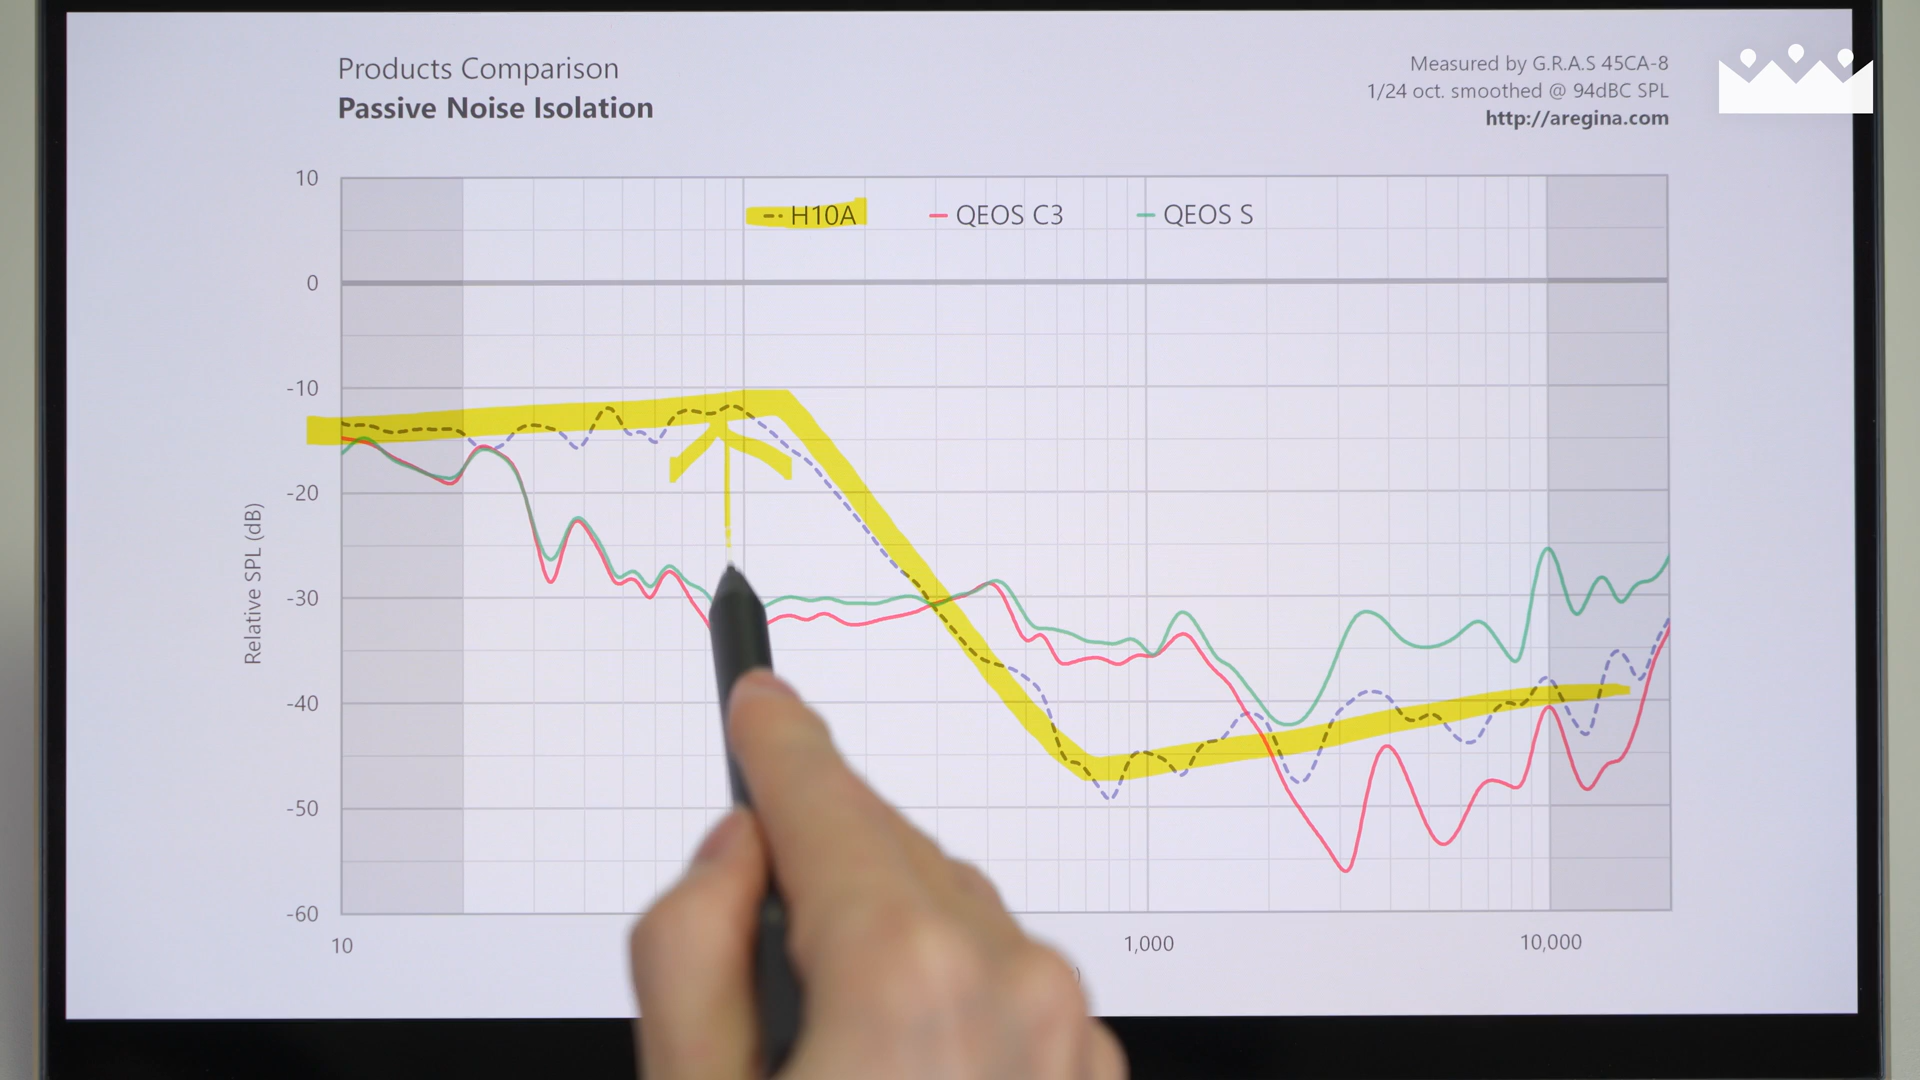 Products Comparison
Passive Noise Isolation
Measured by G.R.A.S 45CA-8
1/24 oct. smoothed @ 94dBC SPL
http://aregina.com
H10A
QEOS C3
QEOS S
10
0
-10
-20
-30
-40
-50
-60
Relative SPL (dB)
10
1,000
10,000
)